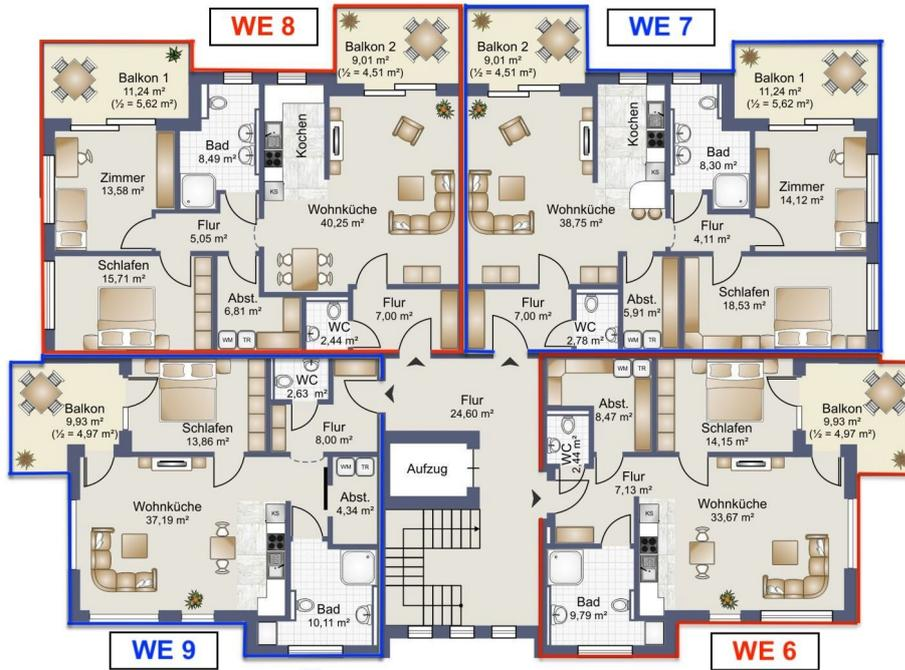 WE 8
WE 7
Balkon 1
11,24 m²
(½ = 5,62 m²)
Balkon 2
9,01 m²
(½ = 4,51 m²)
Bad
8,49 m²
Kochen
Zimmer
13,58 m²
Flur
5,05 m²
KS
Wohnküche
40,25 m²
Schlafen
15,71 m²
Abst.
6,81 m²
WM
TR
WC
2,44 m²
Flur
7,00 m²
Balkon 2
9,01 m²
(½ = 4,51 m²)
Balkon 1
11,24 m²
(½ = 5,62 m²)
Kochen
Bad
8,30 m²
KS
Zimmer
14,12 m²
Wohnküche
38,75 m²
Flur
4,11 m²
Flur
7,00 m²
WC
2,78 m²
Abst.
5,91 m²
WM
TR
Schlafen
18,53 m²
Balkon
9,93 m²
(½ = 4,97 m²)
Schlafen
13,86 m²
WC
2,63 m²
Flur
8,00 m²
Wohnküche
37,19 m²
KS
WM
TR
Abst.
4,34 m²
Bad
10,11 m²
Flur
24,60 m²
Aufzug
WM
TR
Abst.
8,47 m²
WC
2,44 m²
Schlafen
14,15 m²
Balkon
9,93 m²
(½ = 4,97 m²)
Flur
7,13 m²
KS
Wohnküche
33,67 m²
Bad
9,79 m²
WE 9
WE 6